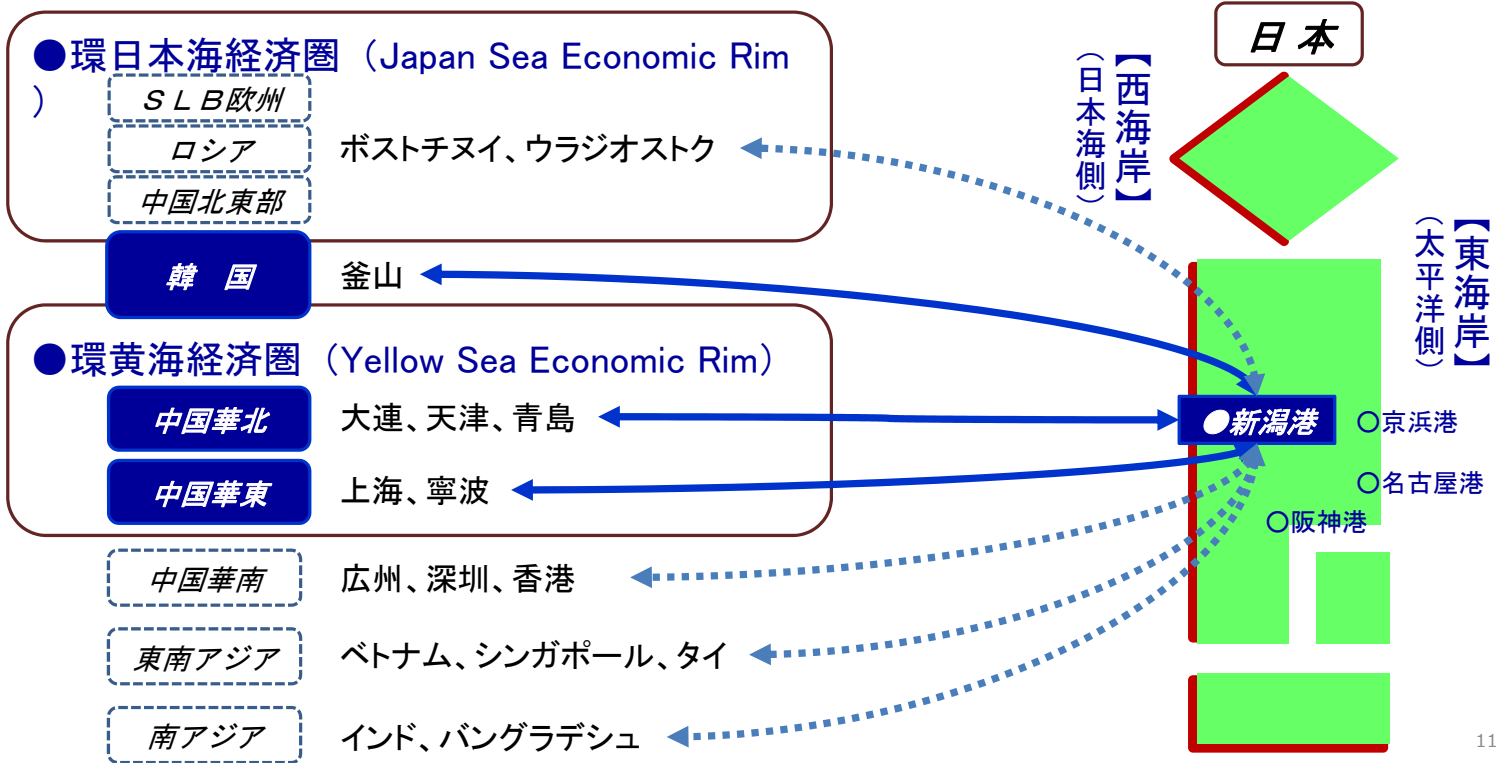 ●環日本海経済圏（Japan Sea Economic Rim
）
ＳＬＢ欧州
ロシア
ボストチヌイ、ウラジオストク
中国北東部
韓　国
釜山
●環黄海経済圏（Yellow Sea Economic Rim）
中国華北
大連、天津、青島
中国華東
上海、寧波
中国華南
広州、深圳、香港
東南アジア
ベトナム、シンガポール、タイ
南アジア
インド、バングラデシュ
日 本
【西海岸】
（日本海側）
【東海岸】
（太平洋側）
●新潟港
○京浜港
○名古屋港
○阪神港
11